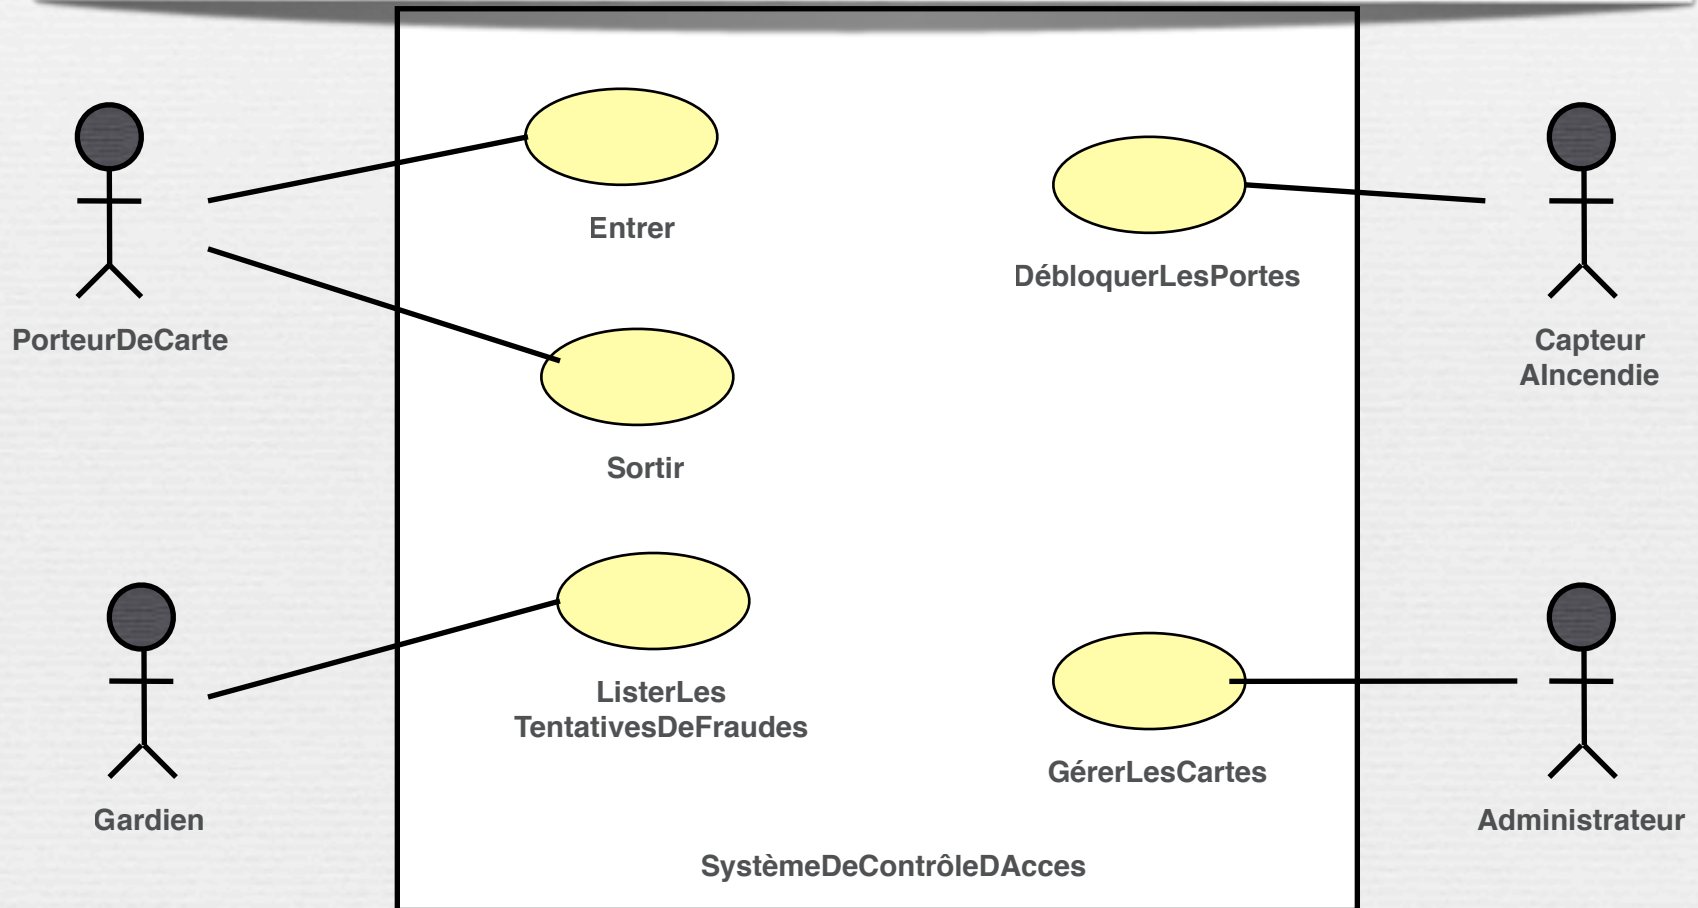 Entrer
DébloquerLesPortes
PorteurDeCarte
Capteur
AIncendie
Sortir
ListerLes
TentativesDeFraudes
GérerLesCartes
Gardien
Administrateur
SystèmeDeContrôleDAcces